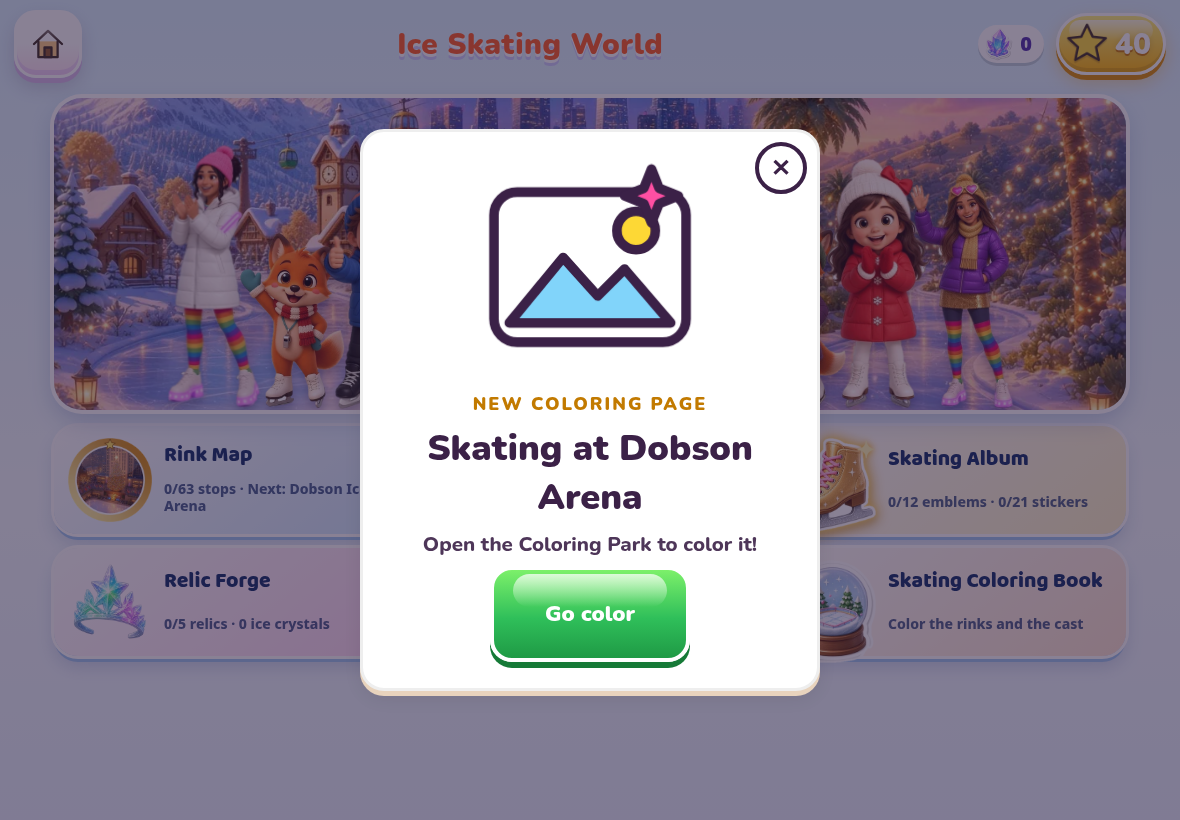 Ice Skating World
0
40
NEW COLORING PAGE
Skating at Dobson
Arena
Open the Coloring Park to color it!
Go color
Rink Map
0/63 stops · Next: Dobson Ic
Arena
Skating Album
0/12 emblems · 0/21 stickers
Relic Forge
0/5 relics · 0 ice crystals
Skating Coloring Book
Color the rinks and the cast